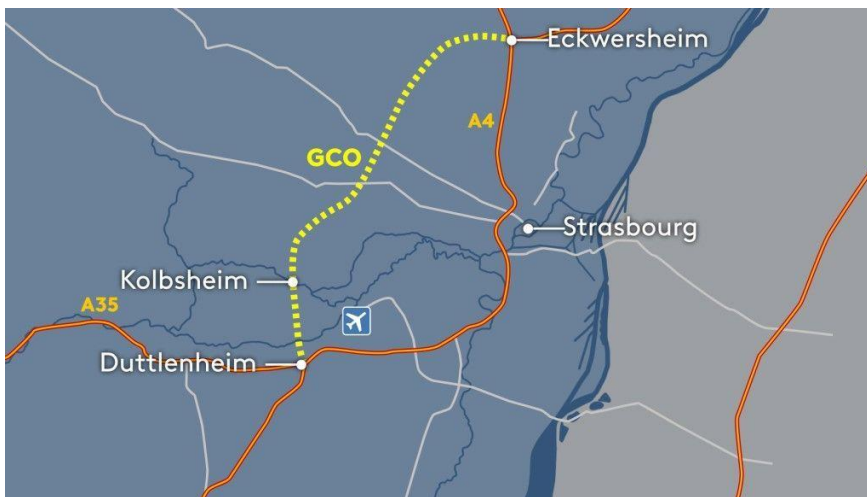 Eckwersheim
A4
GCO
Strasbourg
Kolbsheim
A35
Duttlenheim